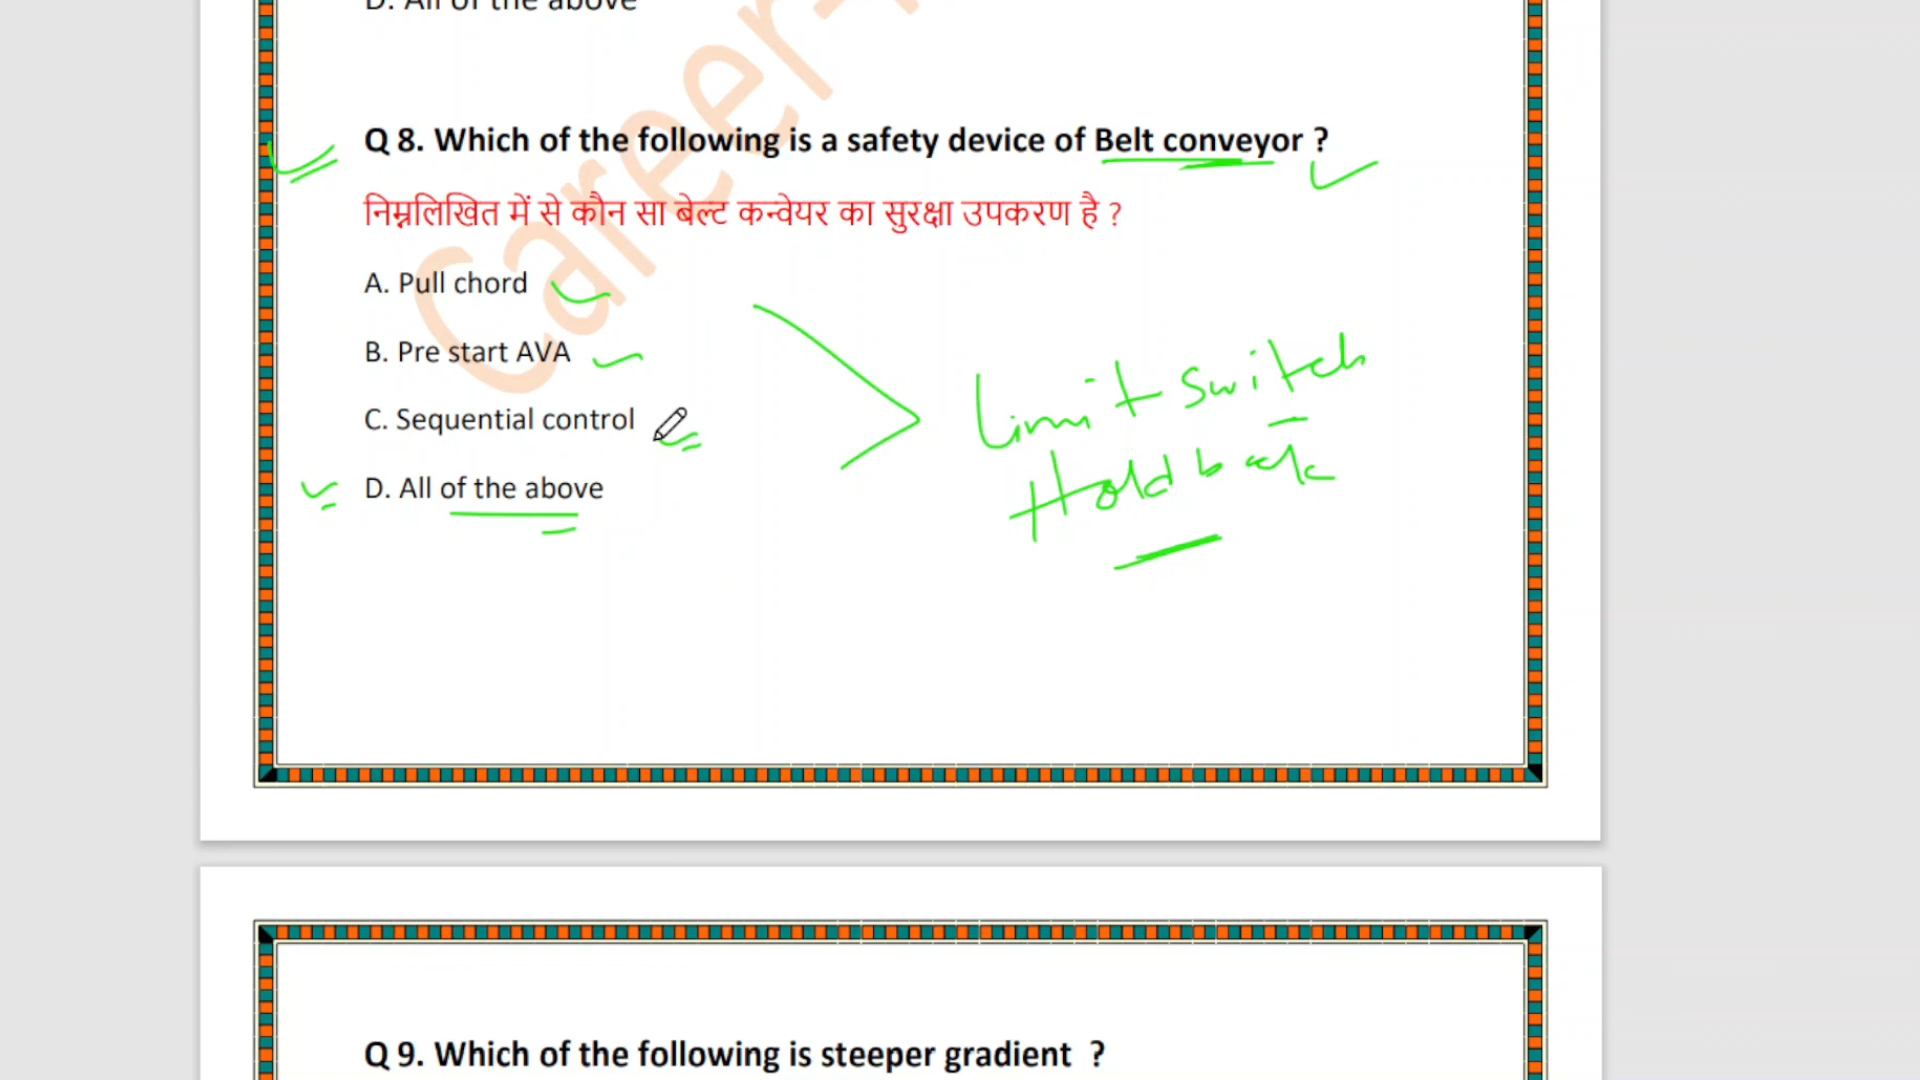 D. All of the above
Career-
Q 8. Which of the following is a safety device of Belt conveyor ?
निम्नलिखित में से कौन सा बेल्ट कन्वेयर का सुरक्षा उपकरण है ?
A. Pull chord
B. Pre start AVA
C. Sequential control
D. All of the above
Limit switch
Hold back
Q 9. Which of the following is steeper gradient ?